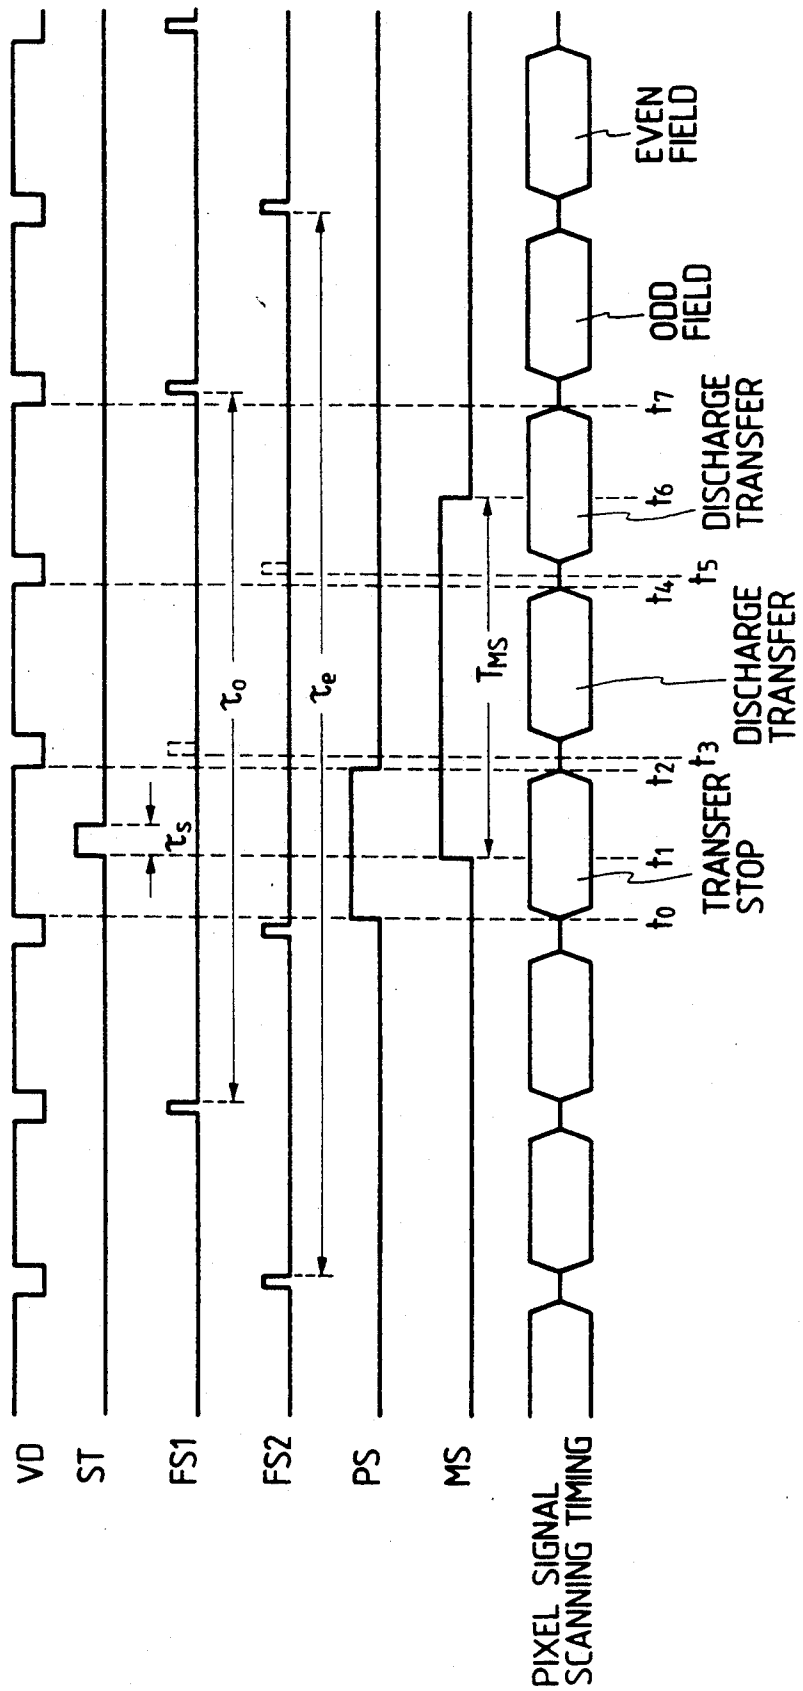 VD
ST
FS1
FS2
PS
MS
PIXEL SIGNAL
SCANNING TIMING
τs
τo
τe
TMS
t0
t1
t2
t3
t4
t5
t6
t7
TRANSFER
STOP
DISCHARGE
TRANSFER
DISCHARGE
TRANSFER
ODD
FIELD
EVEN
FIELD